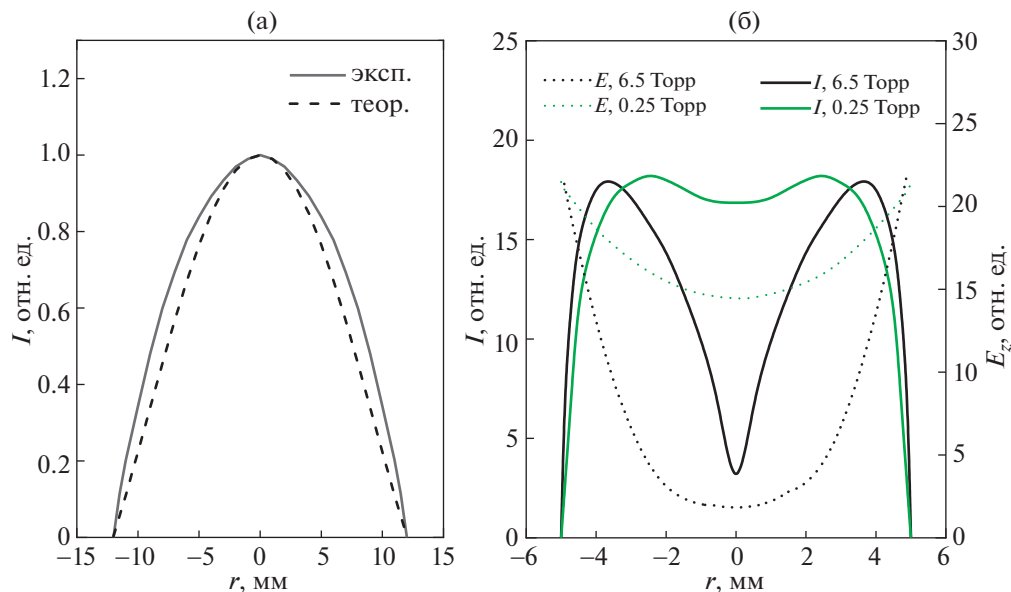 (а)
1.2
1.0
0.8
0.6
0.4
0.2
0
I, отн. ед.
эксп.
теор.
−15 −10 −5 0 5 10 15
r, мм
(б)
25
20
15
10
5
0
I, отн. ед.
E, 6.5 Торр
E, 0.25 Торр
I, 6.5 Торр
I, 0.25 Торр
30
25
20
15
10
5
0
E_z, отн. ед.
−6 −4 −2 0 2 4 6
r, мм